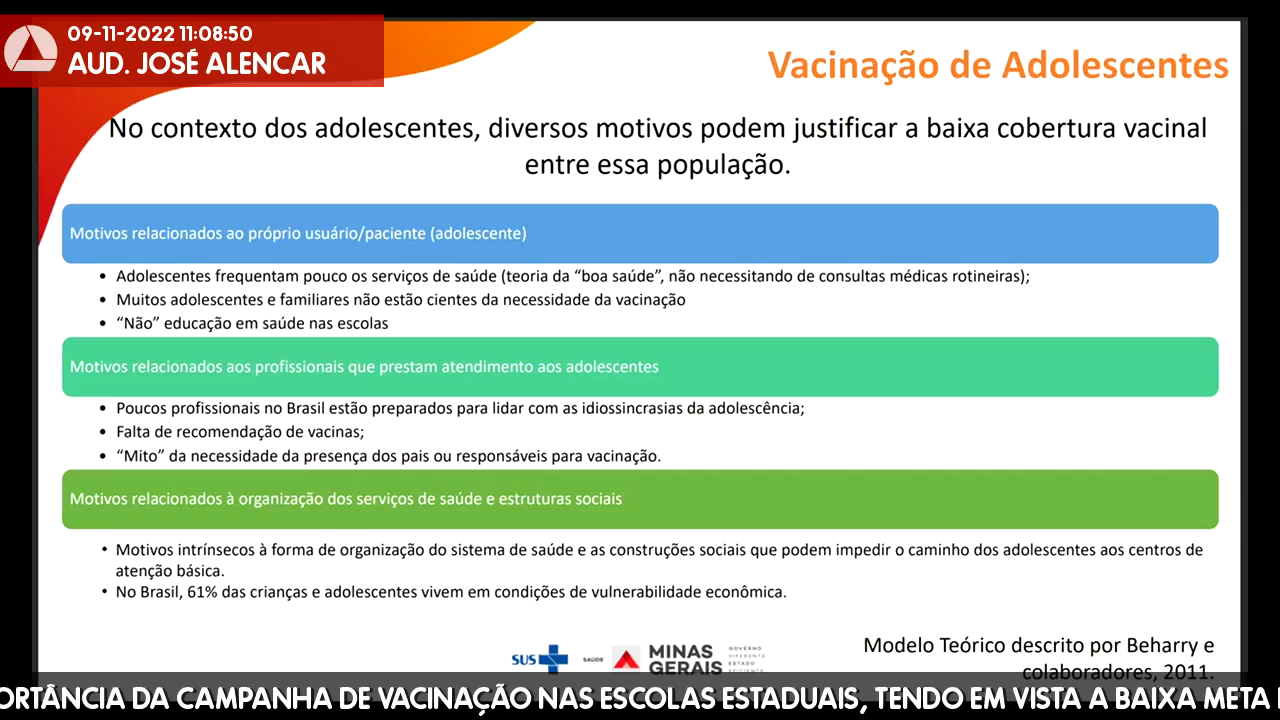 09-11-2022 11:08:50
AUD. JOSÉ ALENCAR
Vacinação de Adolescentes
No contexto dos adolescentes, diversos motivos podem justificar a baixa cobertura vacinal
entre essa população.
Motivos relacionados ao próprio usuário/paciente (adolescente)
• Adolescentes frequentam pouco os serviços de saúde (teoria da “boa saúde”, não necessitando de consultas médicas rotineiras);
• Muitos adolescentes e familiares não estão cientes da necessidade da vacinação
• “Não” educação em saúde nas escolas
Motivos relacionados aos profissionais que prestam atendimento aos adolescentes
• Poucos profissionais no Brasil estão preparados para lidar com as idiossincrasias da adolescência;
• Falta de recomendação de vacinas;
• “Mito” da necessidade da presença dos pais ou responsáveis para vacinação.
Motivos relacionados à organização dos serviços de saúde e estruturas sociais
• Motivos intrínsecos à forma de organização do sistema de saúde e as construções sociais que podem impedir o caminho dos adolescentes aos centros de
atenção básica.
• No Brasil, 61% das crianças e adolescentes vivem em condições de vulnerabilidade econômica.
SUS
SAÚDE
MINAS
GERAIS
GOVERNO
DIFERENTE
ESTADO
EFICIENTE
Modelo Teórico descrito por Beharry e
colaboradores, 2011.
ORTÂNCIA DA CAMPANHA DE VACINAÇÃO NAS ESCOLAS ESTADUAIS, TENDO EM VISTA A BAIXA META